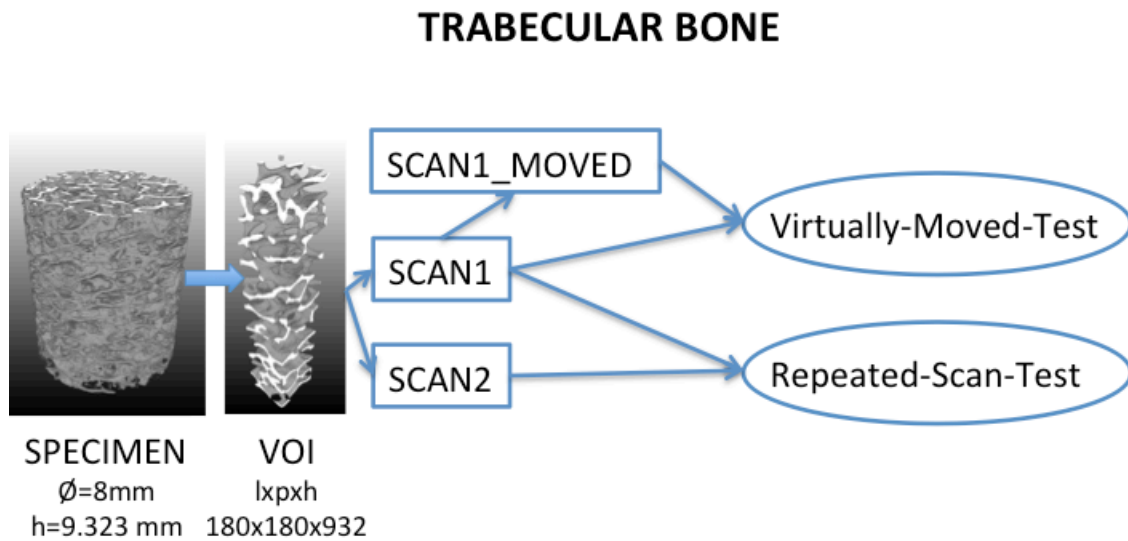 TRABECULAR BONE
SCAN1_MOVED
Virtually-Moved-Test
SCAN1
SCAN2
Repeated-Scan-Test
SPECIMEN
Ø=8mm
h=9.323 mm
VOI
lxpxh
180x180x932